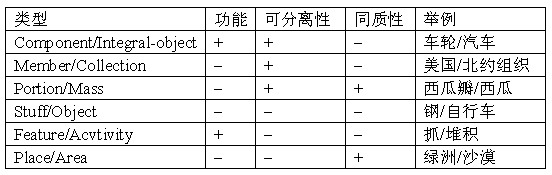 类型 功能 可分离性 同质性 举例
Component/Integral-object + + – 车轮/汽车
Member/Collection – + – 美国/北约组织
Portion/Mass – + + 西瓜瓣/西瓜
Stuff/Object – – – 钢/自行车
Feature/Acvtivity + – – 抓/堆积
Place/Area – – + 绿洲/沙漠